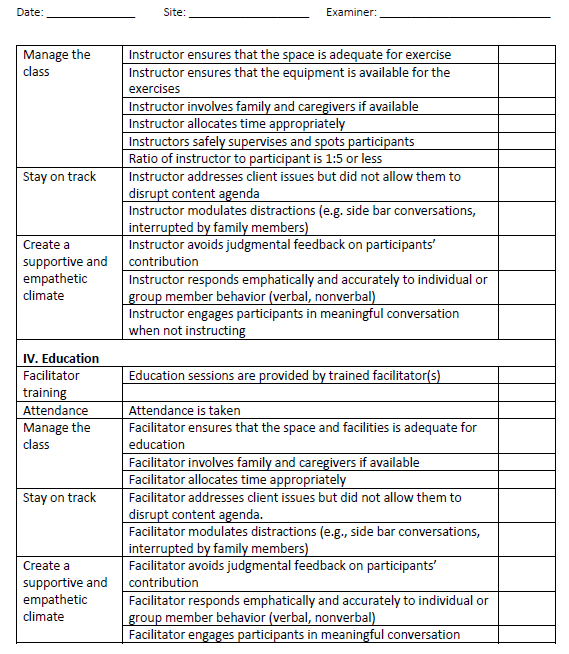 Date: ______________ Site: ___________________ Examiner: ___________________________
Manage the
class
Instructor ensures that the space is adequate for exercise
Instructor ensures that the equipment is available for the
exercises
Instructor involves family and caregivers if available
Instructor allocates time appropriately
Instructors safely supervises and spots participants
Ratio of instructor to participant is 1:5 or less
Stay on track
Instructor addresses client issues but did not allow them to
disrupt content agenda
Instructor modulates distractions (e.g. side bar conversations,
interrupted by family members)
Create a
supportive and
empathetic
climate
Instructor avoids judgmental feedback on participants’
contribution
Instructor responds emphatically and accurately to individual or
group member behavior (verbal, nonverbal)
Instructor engages participants in meaningful conversation
when not instructing
IV. Education
Facilitator
training
Education sessions are provided by trained facilitator(s)
Attendance
Attendance is taken
Manage the
class
Facilitator ensures that the space and facilities is adequate for
education
Facilitator involves family and caregivers if available
Facilitator allocates time appropriately
Stay on track
Facilitator addresses client issues but did not allow them to
disrupt content agenda.
Facilitator modulates distractions (e.g., side bar conversations,
interrupted by family members)
Create a
supportive and
empathetic
climate
Facilitator avoids judgmental feedback on participants’
contribution
Facilitator responds emphatically and accurately to individual or
group member behavior (verbal, nonverbal)
Facilitator engages participants in meaningful conversation